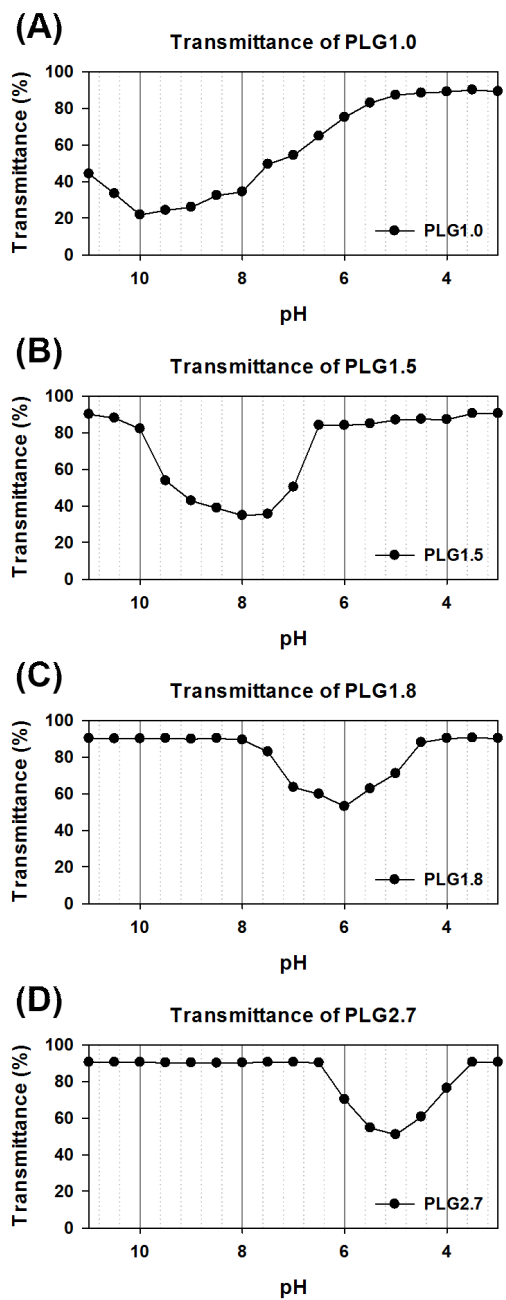 (A)
Transmittance of PLG1.0
Transmittance (%)
100
80
60
40
20
0
PLG1.0
10 8 6 4
pH
(B)
Transmittance of PLG1.5
Transmittance (%)
100
80
60
40
20
0
PLG1.5
10 8 6 4
pH
(C)
Transmittance of PLG1.8
Transmittance (%)
100
80
60
40
20
0
PLG1.8
10 8 6 4
pH
(D)
Transmittance of PLG2.7
Transmittance (%)
100
80
60
40
20
0
PLG2.7
10 8 6 4
pH